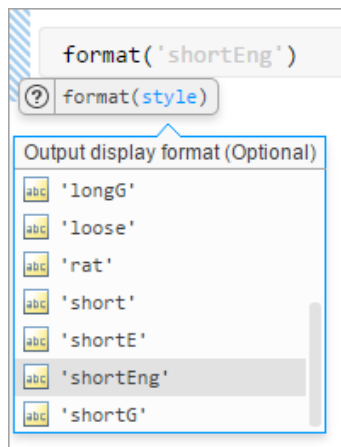 format('shortEng')
? format(style)
Output display format (Optional)
abc 'longG'
abc 'loose'
abc 'rat'
abc 'short'
abc 'shortE'
abc 'shortEng'
abc 'shortG'